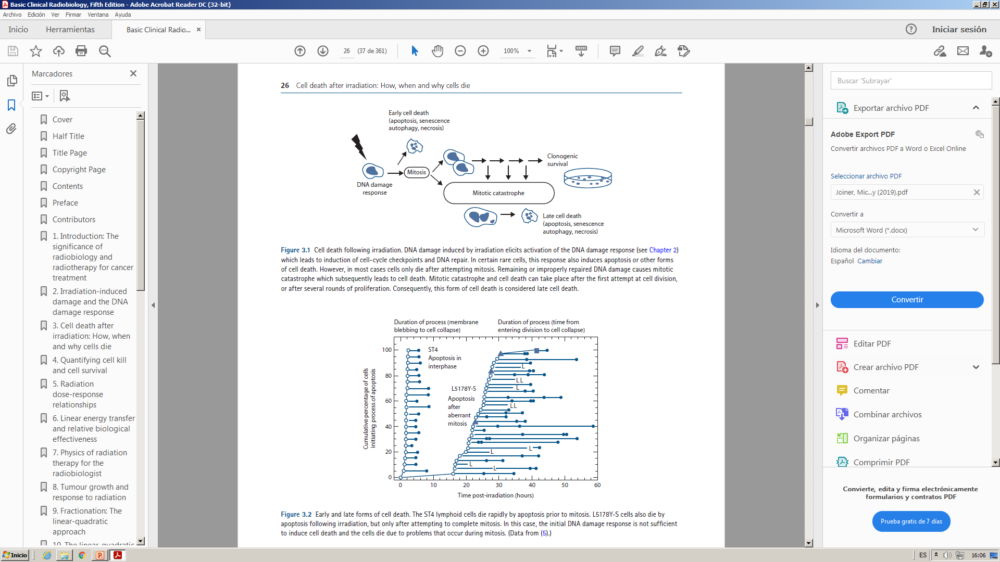 Basic Clinical Radiobiology, Fifth Edition - Adobe Acrobat Reader DC (32-bit)
Archivo Edición Ver Firmar Ventana Ayuda
Inicio Herramientas Basic Clinical Radio... Iniciar sesión
26 (37 de 361) 100%
Marcadores
Cover
Half Title
Title Page
Copyright Page
Contents
Preface
Contributors
1. Introduction: The
significance of
radiobiology and
radiotherapy for cancer
treatment
2. Irradiation-induced
damage and the DNA
damage response
3. Cell death after
irradiation: How, when
and why cells die
4. Quantifying cell kill
and cell survival
5. Radiation
dose-response
relationships
6. Linear energy transfer
and relative biological
effectiveness
7. Physics of radiation
therapy for the
radiobiologist
8. Tumour growth and
response to radiation
9. Fractionation: The
linear-quadratic
approach
10. The linear-quadratic
26 Cell death after irradiation: How, when and why cells die
Early cell death
(apoptosis, senescence
autophagy, necrosis)
DNA damage
response
Mitosis
Clonogenic
survival
Mitotic catastrophe
Late cell death
(apoptosis, senescence
autophagy, necrosis)
Figure 3.1 Cell death following irradiation. DNA damage induced by irradiation elicits activation of the DNA damage response (see Chapter 2)
which leads to induction of cell-cycle checkpoints and DNA repair. In certain rare cells, this response also induces apoptosis or other forms
of cell death. However, in most cases cells only die after attempting mitosis. Remaining or improperly repaired DNA damage causes mitotic
catastrophe which subsequently leads to cell death. Mitotic catastrophe and cell death can take place after the first attempt at cell division,
or after several rounds of proliferation. Consequently, this form of cell death is considered late cell death.
Duration of process (membrane
blebbing to cell collapse)
Duration of process (time from
entering division to cell collapse)
Cumulative percentage of cells
initiating process of apoptosis
100
80
60
40
20
0
ST4
Apoptosis in
interphase
L5178Y-S
Apoptosis
after
aberrant
mitosis
L
L L
L
L L
L
L
L
L
0 10 20 30 40 50 60
Time post-irradiation (hours)
Figure 3.2 Early and late forms of cell death. The ST4 lymphoid cells die rapidly by apoptosis prior to mitosis. L5178Y-S cells also die by
apoptosis following irradiation, but only after attempting to complete mitosis. In this case, the initial DNA damage response is not sufficient
to induce cell death and the cells die due to problems that occur during mitosis. (Data from (5).)
Buscar 'Subrayar'
Exportar archivo PDF
Adobe Export PDF
Convertir archivos PDF a Word o Excel Online
Seleccionar archivo PDF
Joiner, Mic...y (2019).pdf
Convertir a
Microsoft Word (*.docx)
Idioma del documento:
Español Cambiar
Convertir
Editar PDF
Crear archivo PDF
Comentar
Combinar archivos
Organizar páginas
Comprimir PDF
Convierte, edita y firma electrónicamente
formularios y contratos PDF
Prueba gratis de 7 días
Inicio ES 16:06